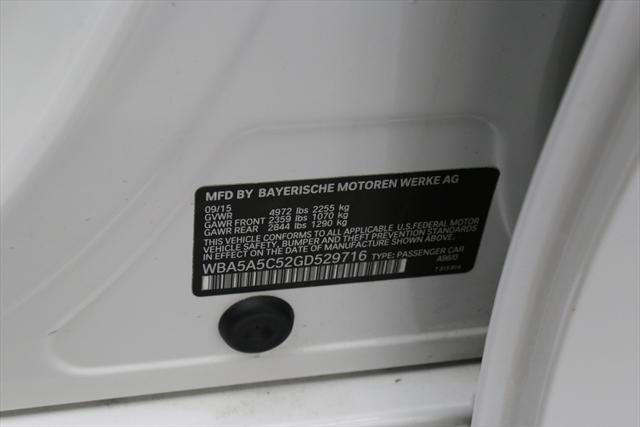 MFD BY BAYERISCHE MOTOREN WERKE AG
09/15
GVWR 4972 lbs 2255 kg
GAWR FRONT 2359 lbs 1070 kg
GAWR REAR 2844 lbs 1290 kg
THIS VEHICLE CONFORMS TO ALL APPLICABLE U.S.FEDERAL MOTOR
VEHICLE SAFETY, BUMPER, AND THEFT PREVENTION STANDARDS
IN EFFECT ON THE DATE OF MANUFACTURE SHOWN ABOVE.
WBA5A5C52GD529716 TYPE: PASSENGER CAR
A96/0